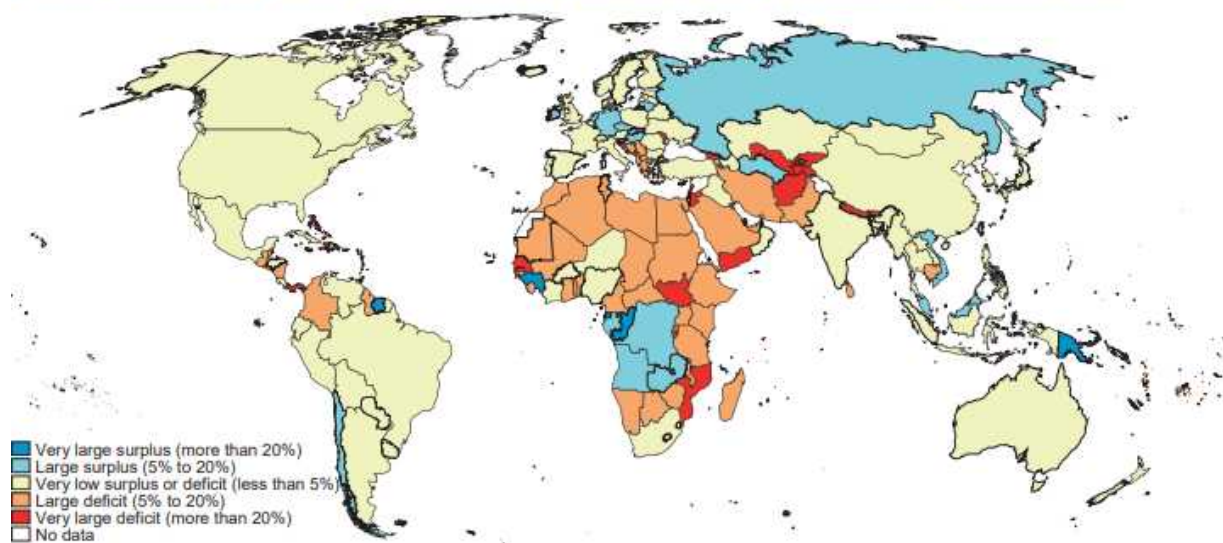 Very large surplus (more than 20%)
Large surplus (5% to 20%)
Very low surplus or deficit (less than 5%)
Large deficit (5% to 20%)
Very large deficit (more than 20%)
No data